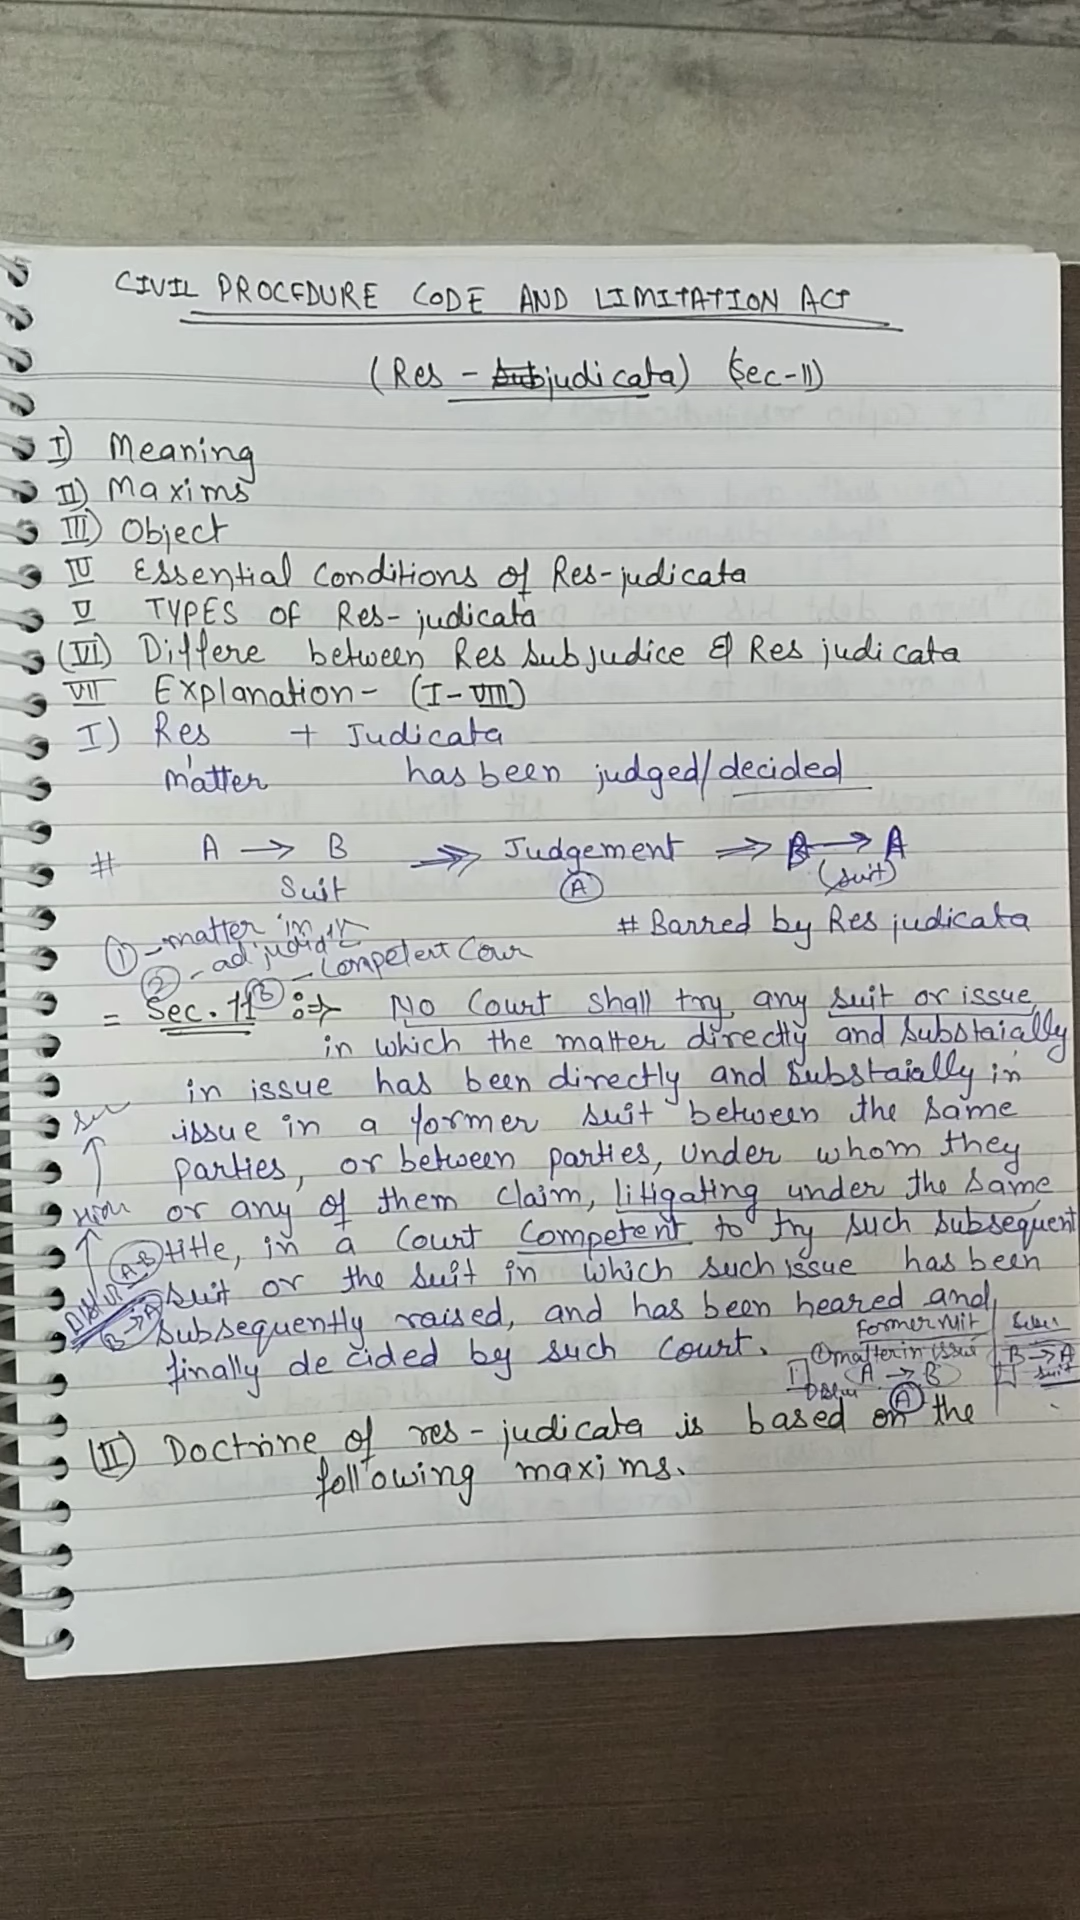 CIVIL PROCEDURE CODE AND LIMITATION ACT
(Res - judicata) (Sec-11)
I) Meaning
II) Maxims
III) Object
IV Essential Conditions of Res-judicata
V TYPES OF Res-judicata
(VI) Differe between Res Subjudice & Res judicata
VII Explanation- (I-VIII)
I) Res + Judicata
matter has been judged/decided
# A → B ⇒ Judgement ⇒ B → A
Suit (A) (suit)
# Barred by Res judicata
① - matter in
② - adjudi
③ - Competent Cour
= Sec. 11 :⇒ No Court shall try any suit or issue
in which the matter directly and substaially
in issue has been directly and substaially in
issue in a former suit between the same
parties, or between parties, under whom they
or any of them claim, litigating under the same
title, in a Court Competent to try such subsequent
suit or the suit in which such issue has been
subsequently raised, and has been heared and
finally decided by such Court.
A-B
B→A
Former suit
① matter in issue B → A
A → B suit
(A)
(II) Doctrine of res-judicata is based on the
following maxims.